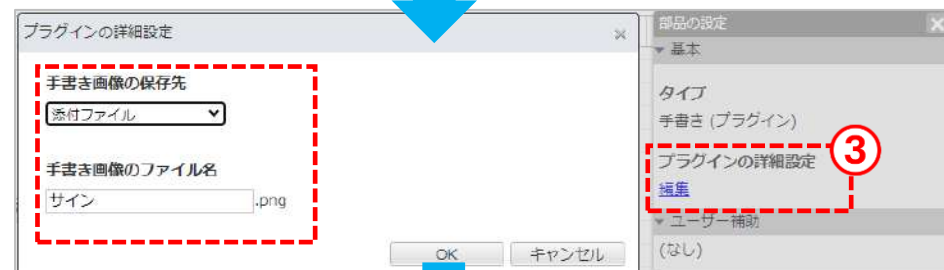 プラグインの詳細設定
×
手書き画像の保存先
添付ファイル
手書き画像のファイル名
サイン
.png
OK
キャンセル
部品の設定
×
▼ 基本
タイプ
手書き (プラグイン)
プラグインの詳細設定
3
編集
▼ ユーザー補助
(なし)